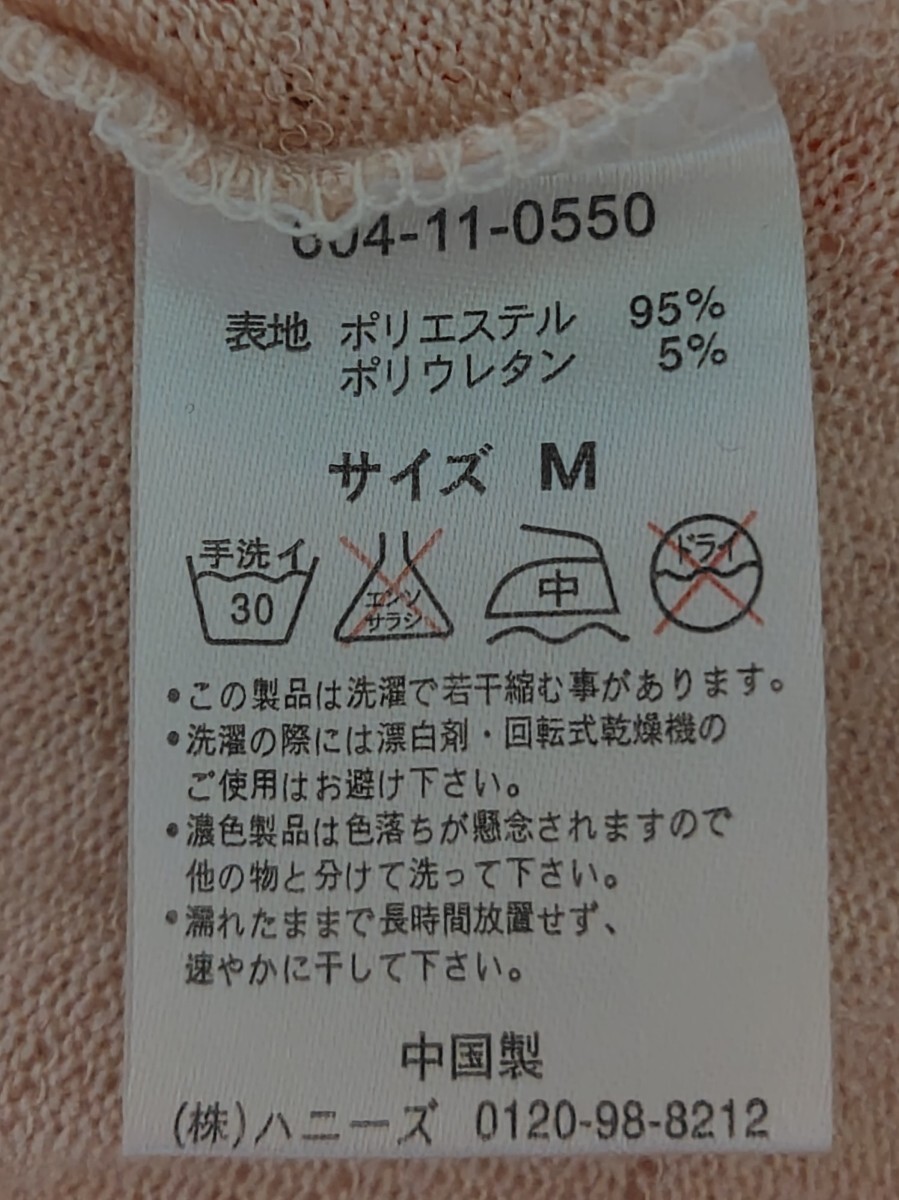 604-11-0550
表地 ポリエステル 95%
ポリウレタン 5%
サイズ M
手洗イ
30
エンソ
サラシ
中
ドライ
・この製品は洗濯で若干縮む事があります。
・洗濯の際には漂白剤・回転式乾燥機の
ご使用はお避け下さい。
・濃色製品は色落ちが懸念されますので
他の物と分けて洗って下さい。
・濡れたままで長時間放置せず、
速やかに干して下さい。
中国製
(株)ハニーズ 0120-98-8212